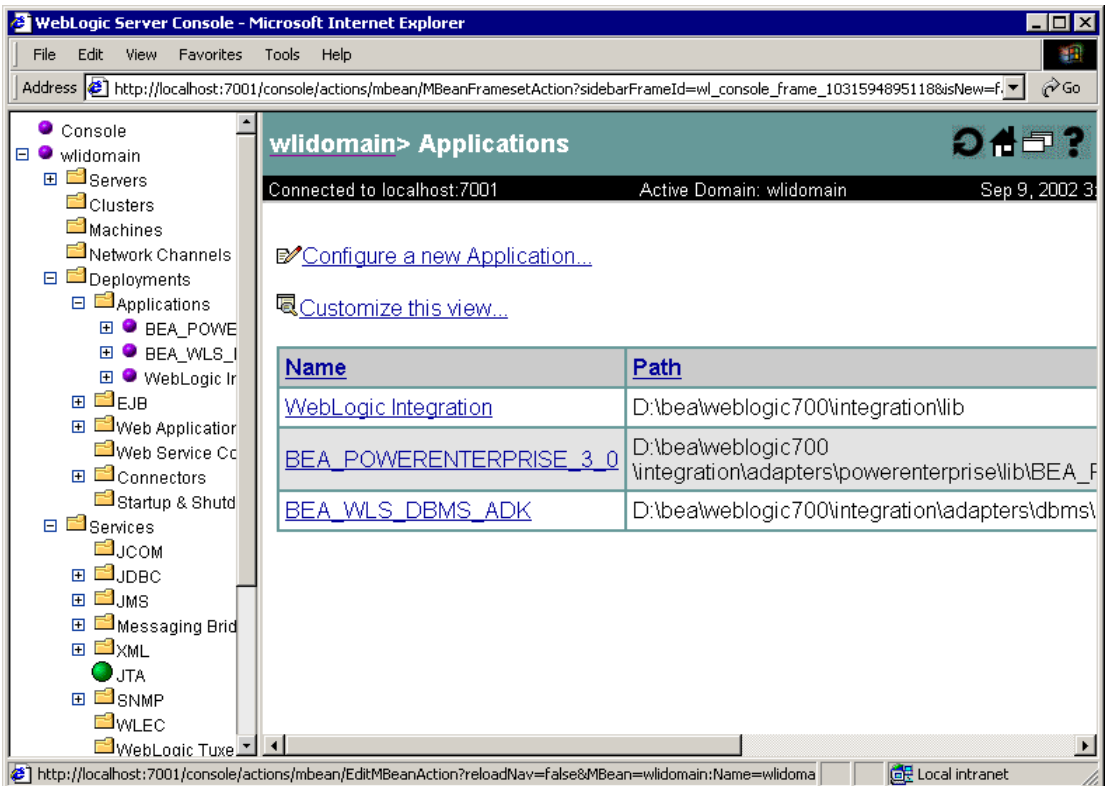 WebLogic Server Console - Microsoft Internet Explorer
File Edit View Favorites Tools Help
Address http://localhost:7001/console/actions/mbean/MBeanFramesetAction?sidebarFrameId=wl_console_frame_1031594895118&isNew=f Go
Console
wlidomain
Servers
Clusters
Machines
Network Channels
Deployments
Applications
BEA_POWE
BEA_WLS_
WebLogic Ir
EJB
Web Applicatior
Web Service Cc
Connectors
Startup & Shutd
Services
JCOM
JDBC
JMS
Messaging Brid
XML
JTA
SNMP
WLEC
WebLogic Tuxe
wlidomain> Applications
?
Connected to localhost:7001 Active Domain: wlidomain Sep 9, 2002 3:
Configure a new Application...
Customize this view...
Name Path
WebLogic Integration D:\bea\weblogic700\integration\lib
BEA_POWERENTERPRISE_3_0 D:\bea\weblogic700
\integration\adapters\powerenterprise\lib\BEA_
BEA_WLS_DBMS_ADK D:\bea\weblogic700\integration\adapters\dbms\
http://localhost:7001/console/actions/mbean/EditMBeanAction?reloadNav=false&MBean=wlidomain:Name=wlidoma Local intranet